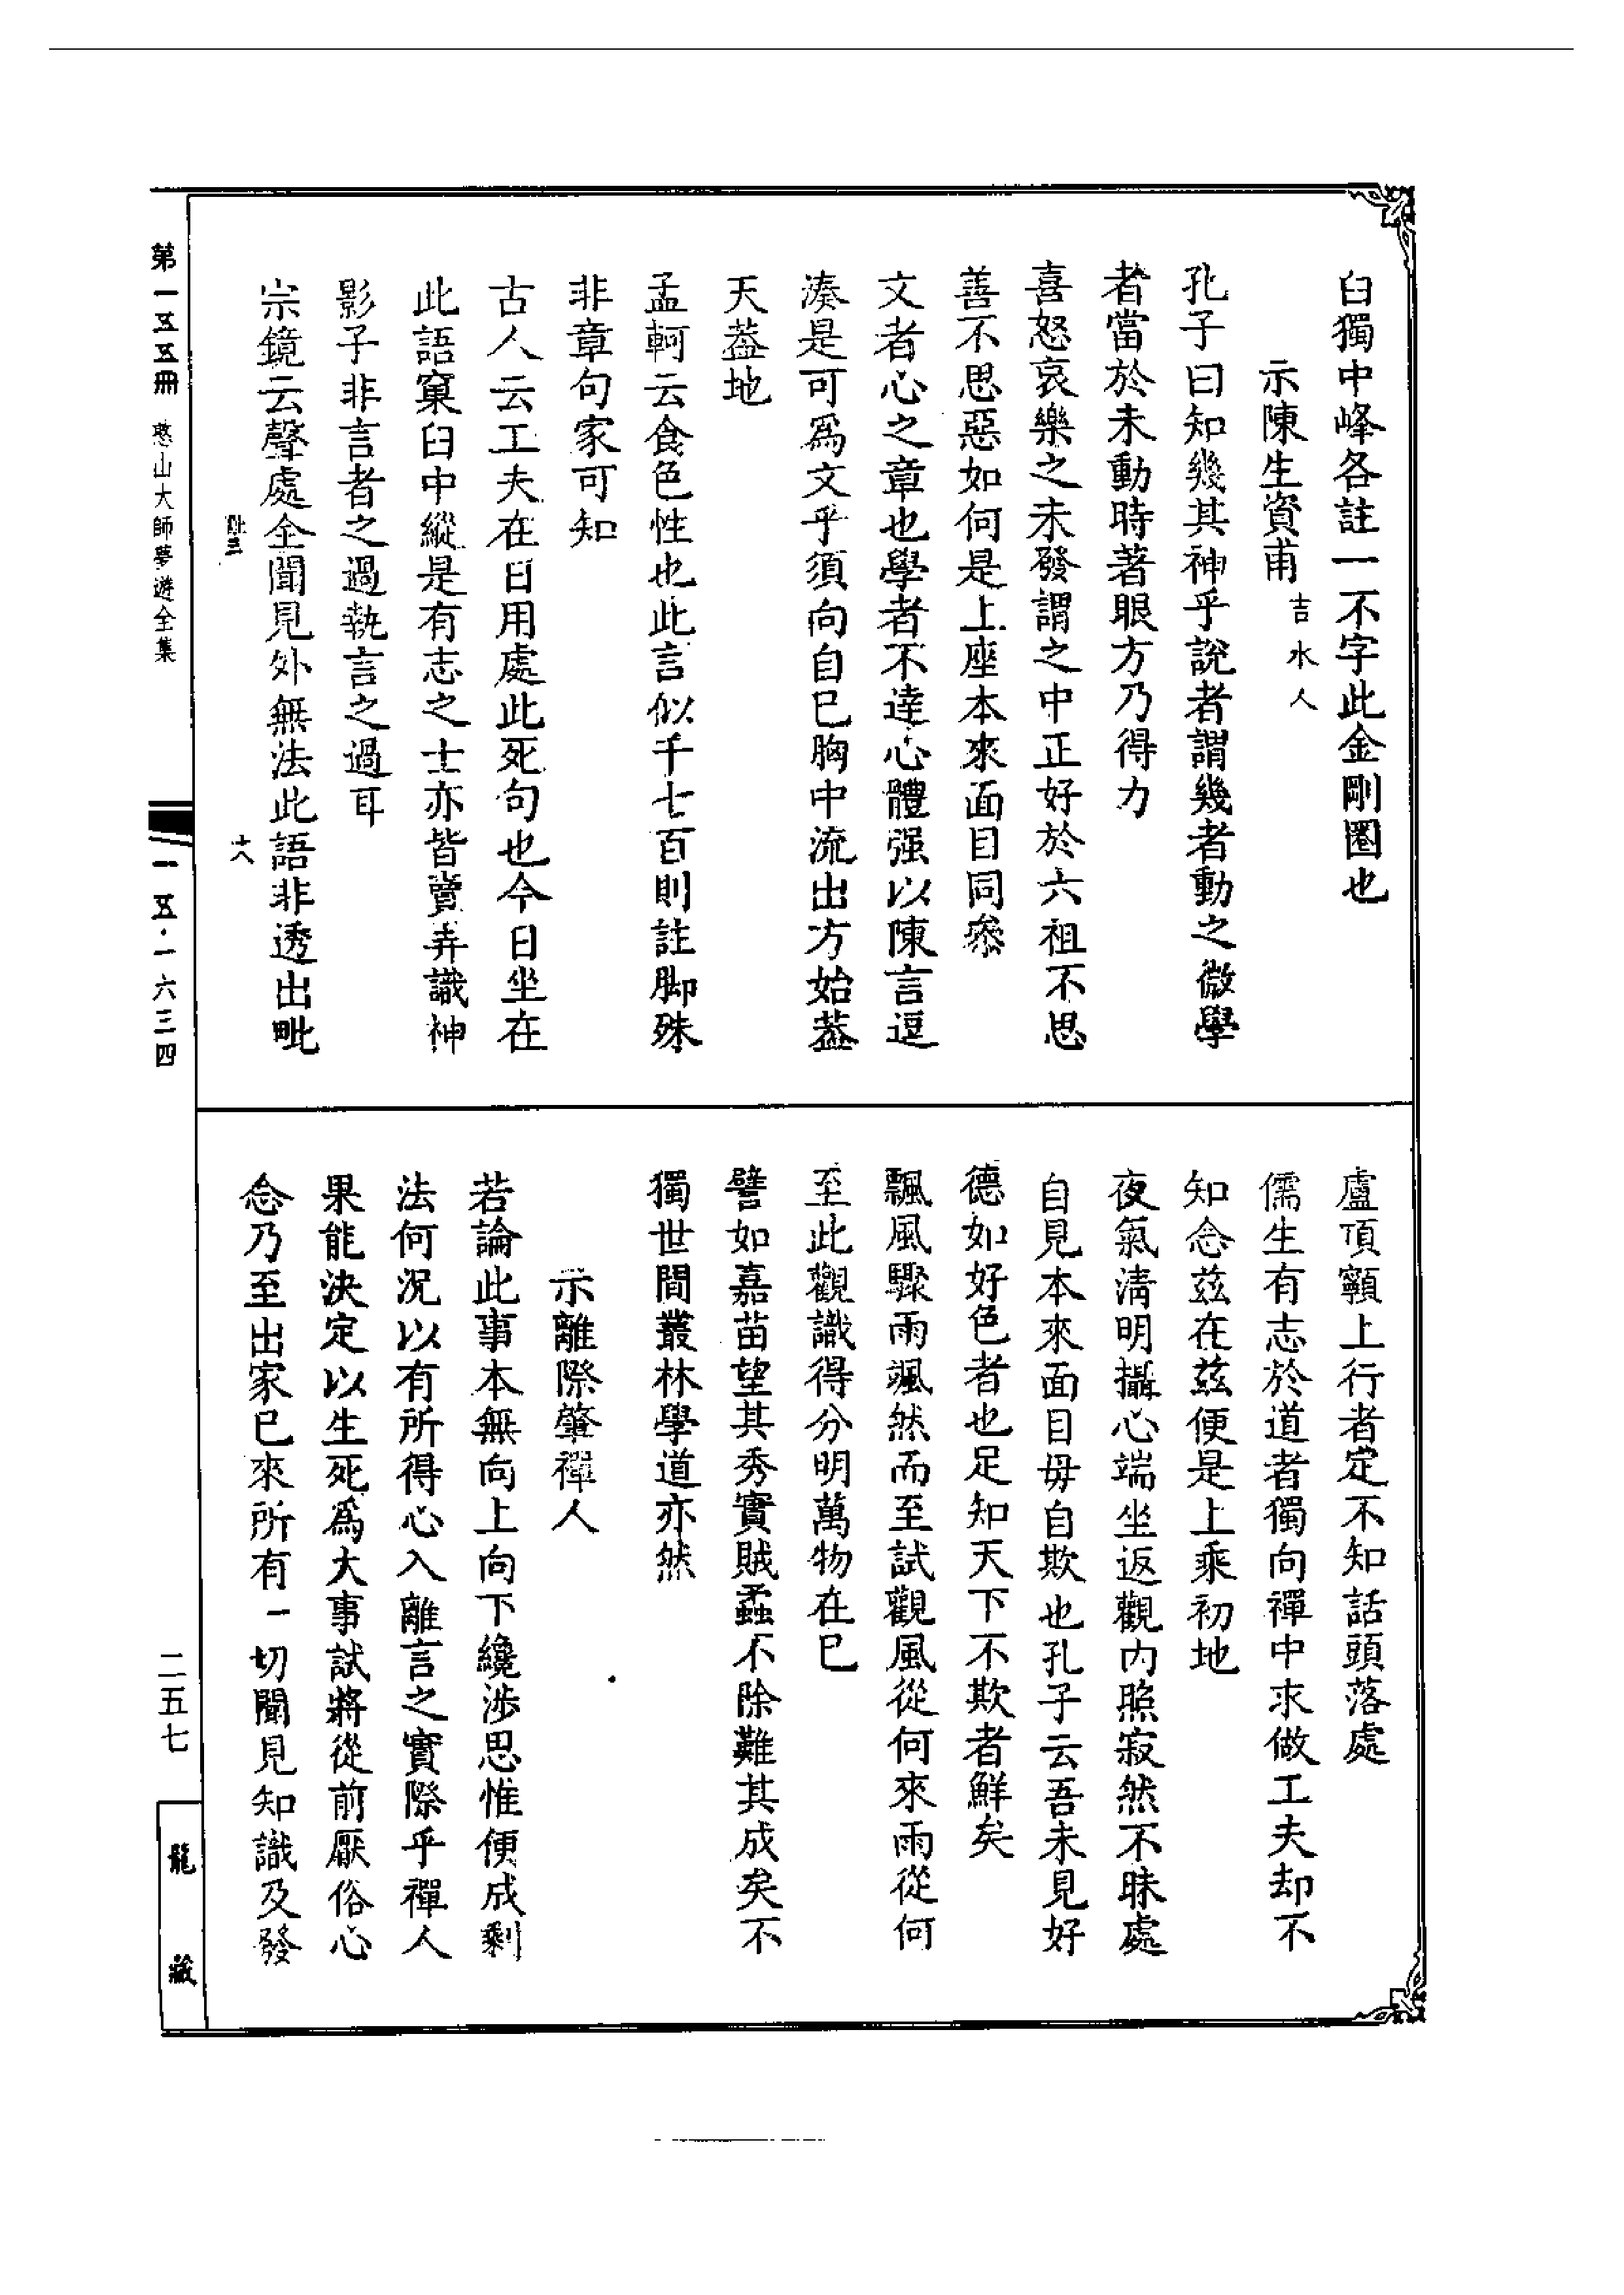 臼獨中峰各註一不字此金剛圈也
示陳生資甫 吉水人
孔子曰知幾其神乎說者謂幾者動之微學
者當於未動時著眼方乃得力
喜怒哀樂之未發謂之中正好於六祖不思
善不思惡如何是上座本來面目同叅
文者心之章也學者不達心體强以陳言逗
湊是可爲文乎須向自巳胸中流出方始葢
天葢地
孟軻云食色性也此言似千七百則註脚殊
非章句家可知
古人云工夫在日用處此死句也今日坐在
此語窠臼中縱是有志之士亦皆賣弄識神
影子非言者之過執言之過耳
宗鏡云聲處全聞見外無法此語非透出毗
十八
盧頂𩕳上行者定不知話頭落處
儒生有志於道者獨向禪中求做工夫却不
知念茲在茲便是上乘初地
夜氣淸明攝心端坐返觀內照寂然不昧處
自見本來面目毋自欺也孔子云吾未見好
德如好色者也足知天下不欺者鮮矣
飄風驟雨颯然而至試觀風從何來雨從何
至此觀識得分明萬物在巳
譬如嘉苗望其秀實賊蟊不除難其成矣不
獨世間叢林學道亦然
示離際肇禪人
若論此事本無向上向下纔涉思惟便成剩
法何況以有所得心入離言之實際乎禪人
果能決定以生死爲大事試將從前厭俗心
念乃至出家已來所有一切聞見知識及發
第一五五冊 憨山大師夢遊全集
一五·一六三四
二五七
龍藏